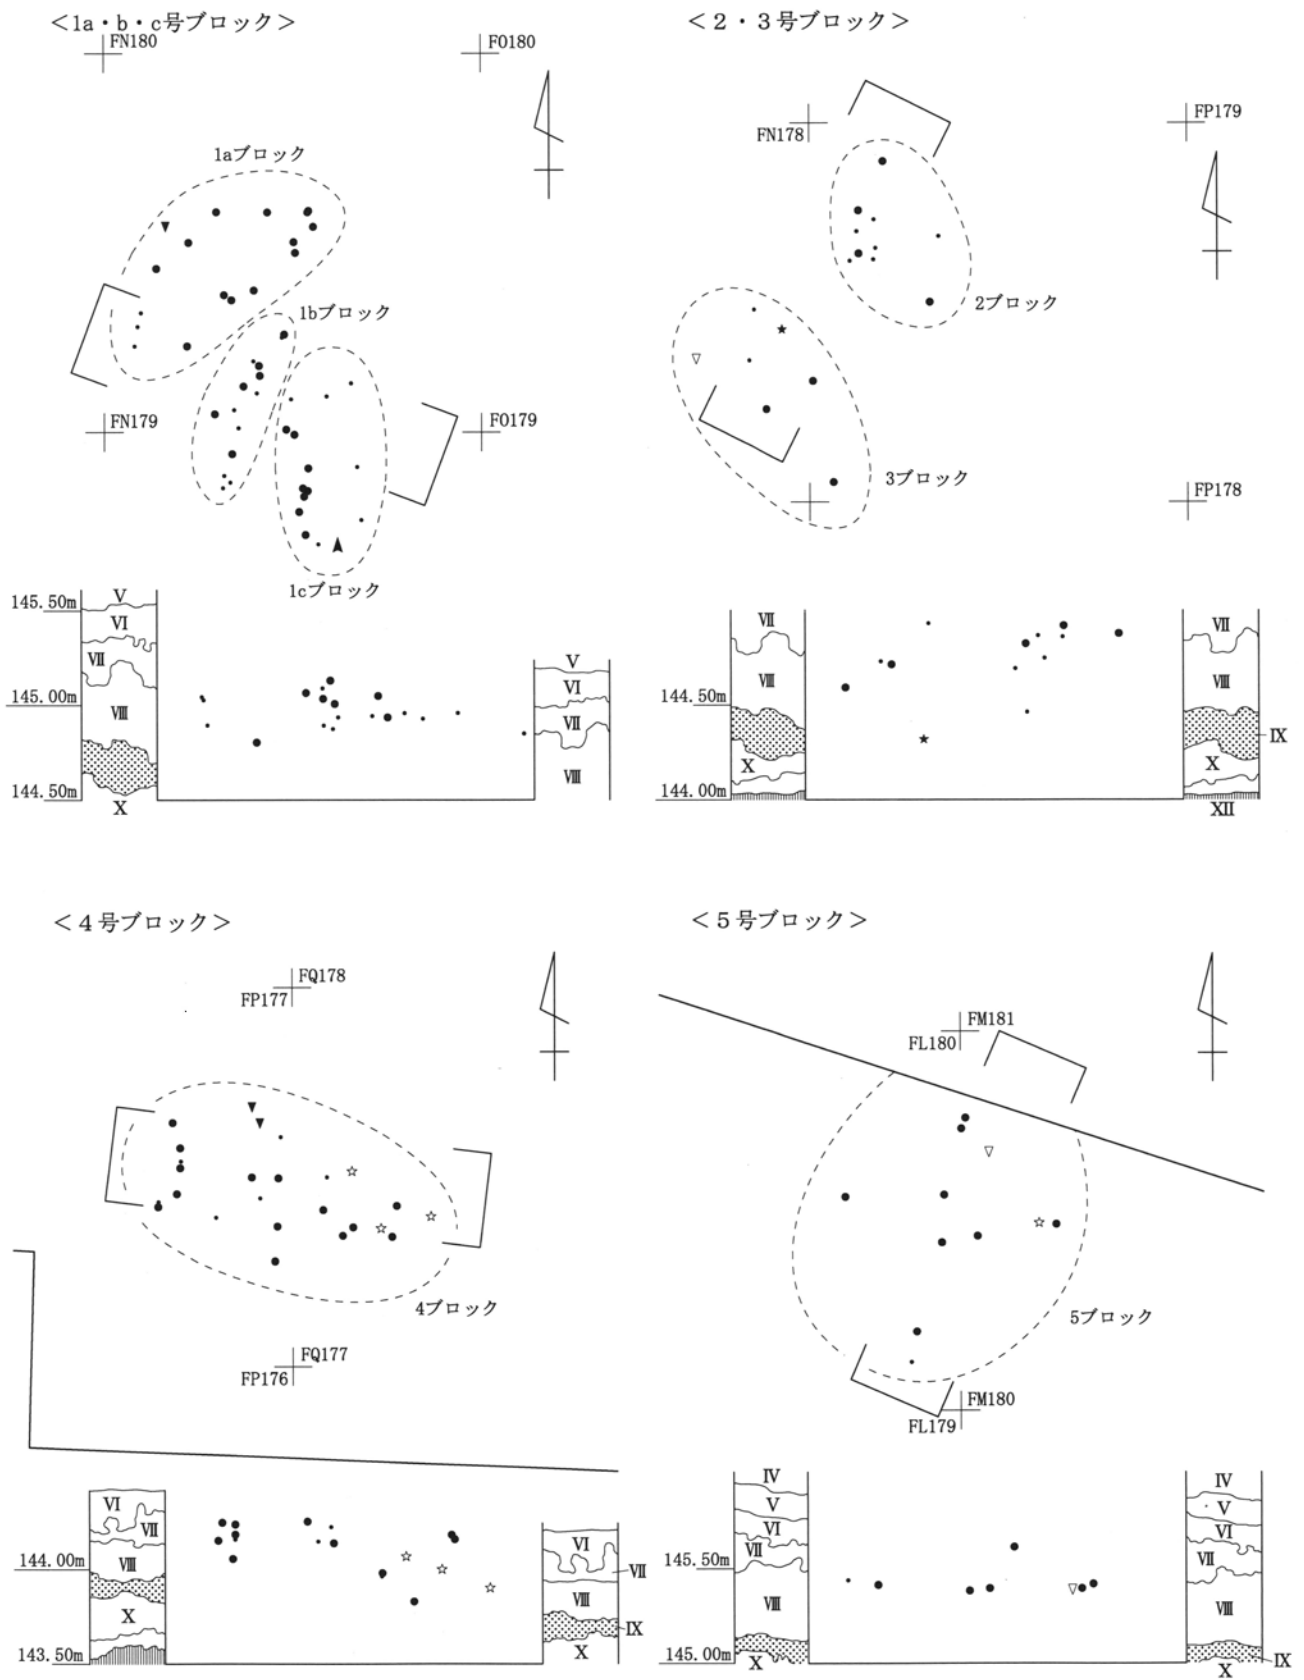 <1a・b・c号ブロック>
FN180
FO180
1aブロック
1bブロック
FN179
FO179
1cブロック
145.50m
145.00m
144.50m
V
VI
VII
VIII
X
V
VI
VII
VIII
<2・3号ブロック>
FN178
FP179
2ブロック
3ブロック
FP178
144.50m
144.00m
VII
VIII
X
VII
VIII
IX
X
XII
<4号ブロック>
FQ178
FP177
4ブロック
FQ177
FP176
144.00m
143.50m
VI
VII
VIII
X
VI
VII
VIII
IX
X
<5号ブロック>
FM181
FL180
5ブロック
FM180
FL179
145.50m
145.00m
IV
V
VI
VII
VIII
X
IV
V
VI
VII
VIII
IX
X